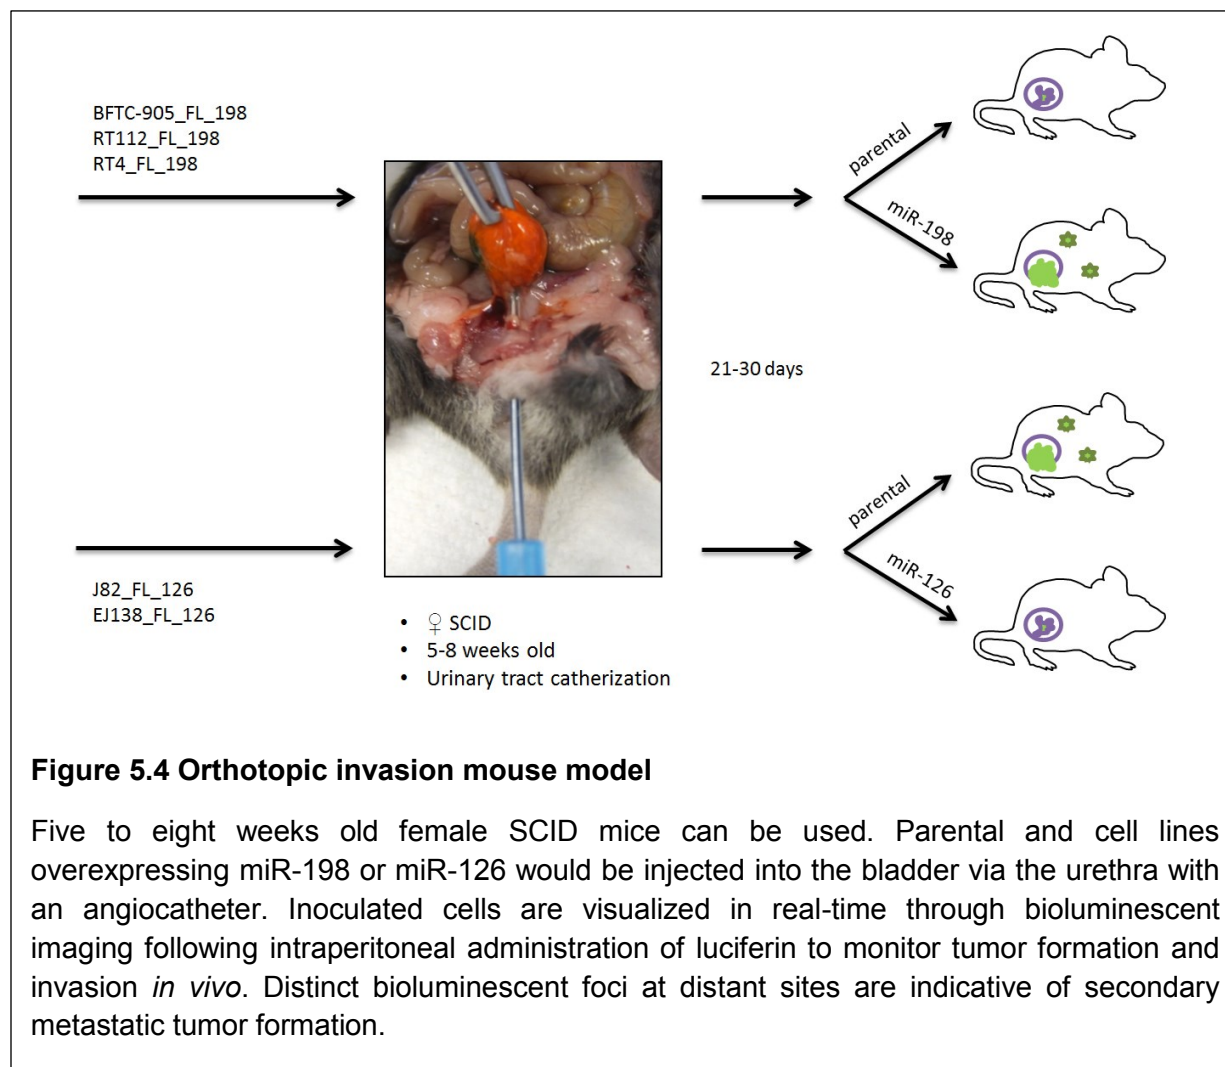 BFTC-905_FL_198
RT112_FL_198
RT4_FL_198
parental
miR-198
21-30 days
parental
miR-126
J82_FL_126
EJ138_FL_126
• ♀ SCID
• 5-8 weeks old
• Urinary tract catherization
Figure 5.4 Orthotopic invasion mouse model
Five to eight weeks old female SCID mice can be used. Parental and cell lines
overexpressing miR-198 or miR-126 would be injected into the bladder via the urethra with
an angiocatheter. Inoculated cells are visualized in real-time through bioluminescent
imaging following intraperitoneal administration of luciferin to monitor tumor formation and
invasion in vivo. Distinct bioluminescent foci at distant sites are indicative of secondary
metastatic tumor formation.